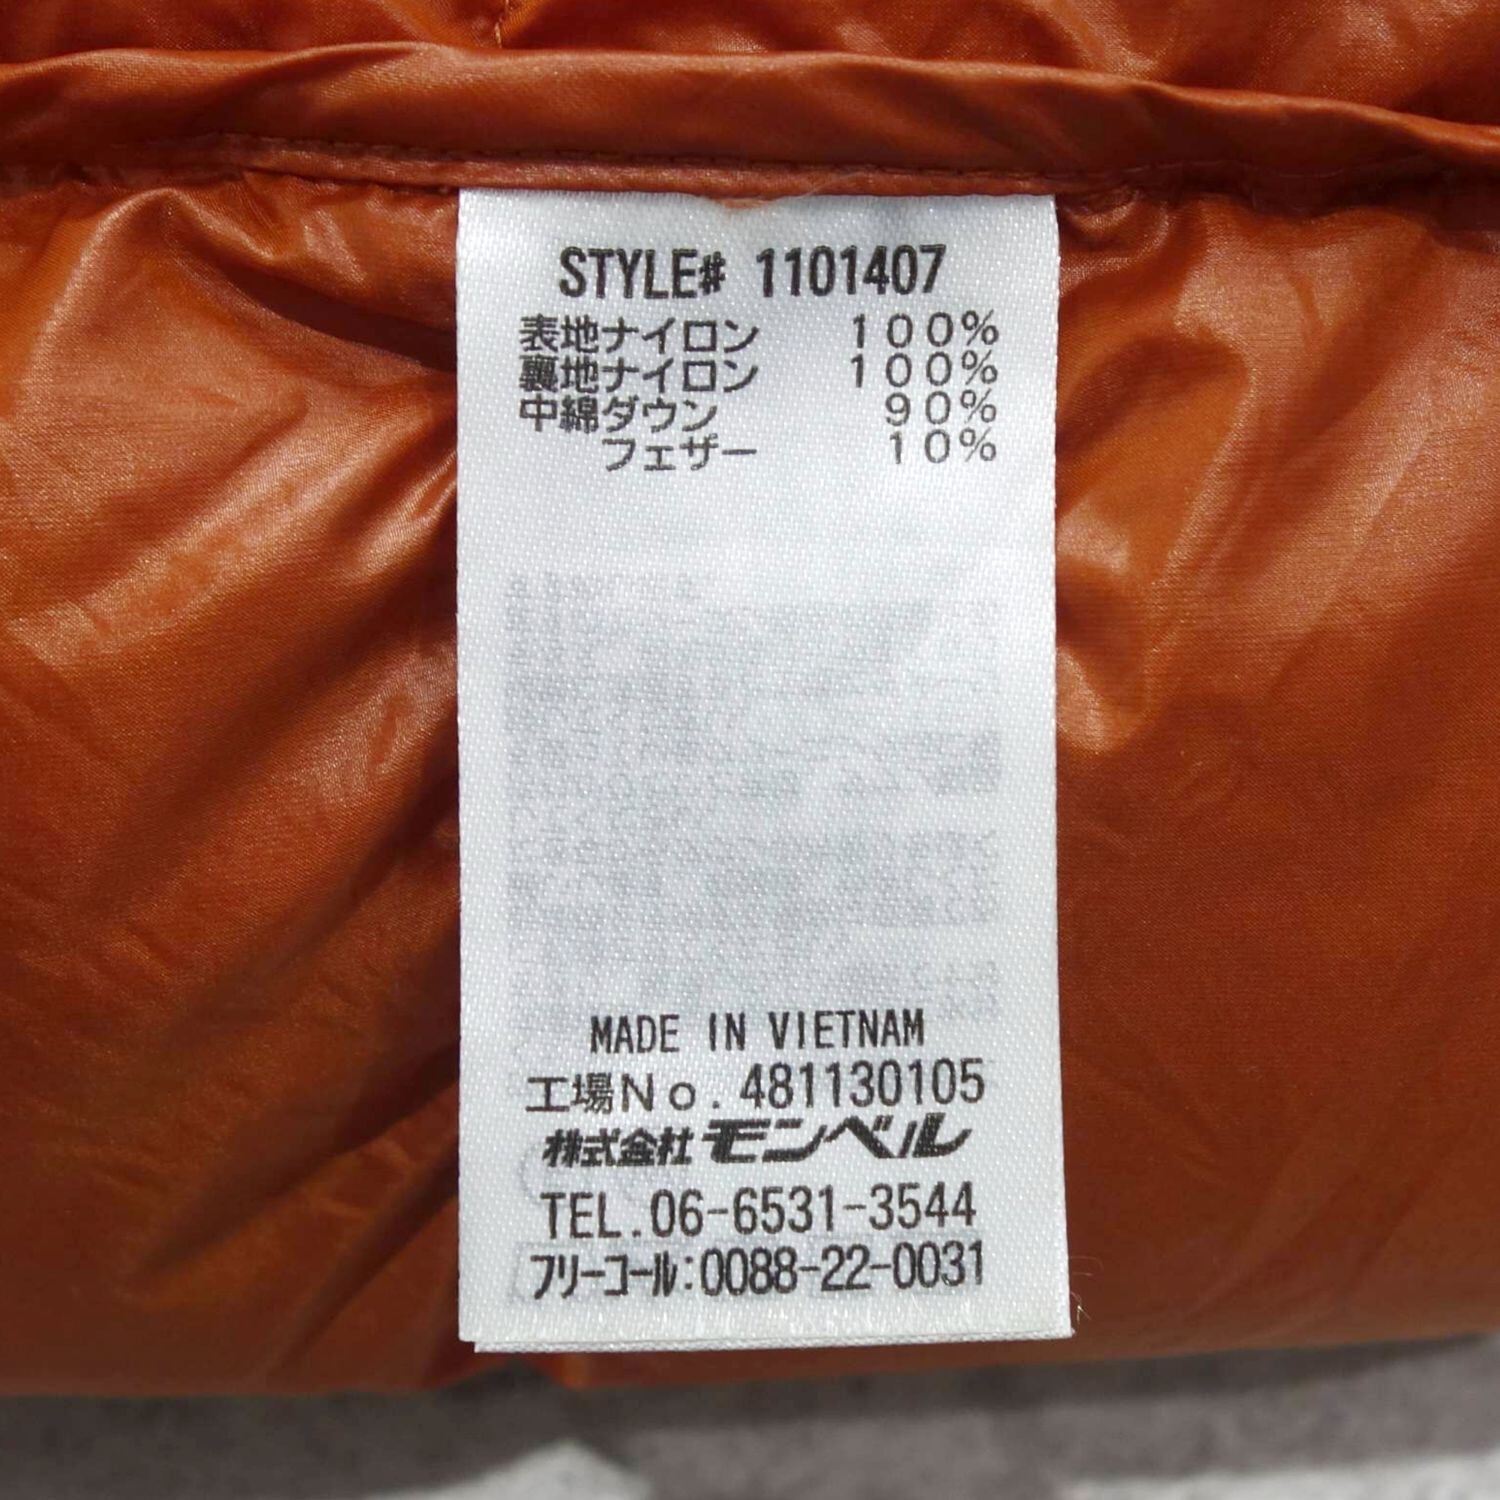 STYLE# 1101407
表地ナイロン 100%
裏地ナイロン 100%
中綿ダウン 90%
フェザー 10%
MADE IN VIETNAM
工場No.481130105
株式会社モンベル
TEL.06-6531-3544
フリーコール:0088-22-0031